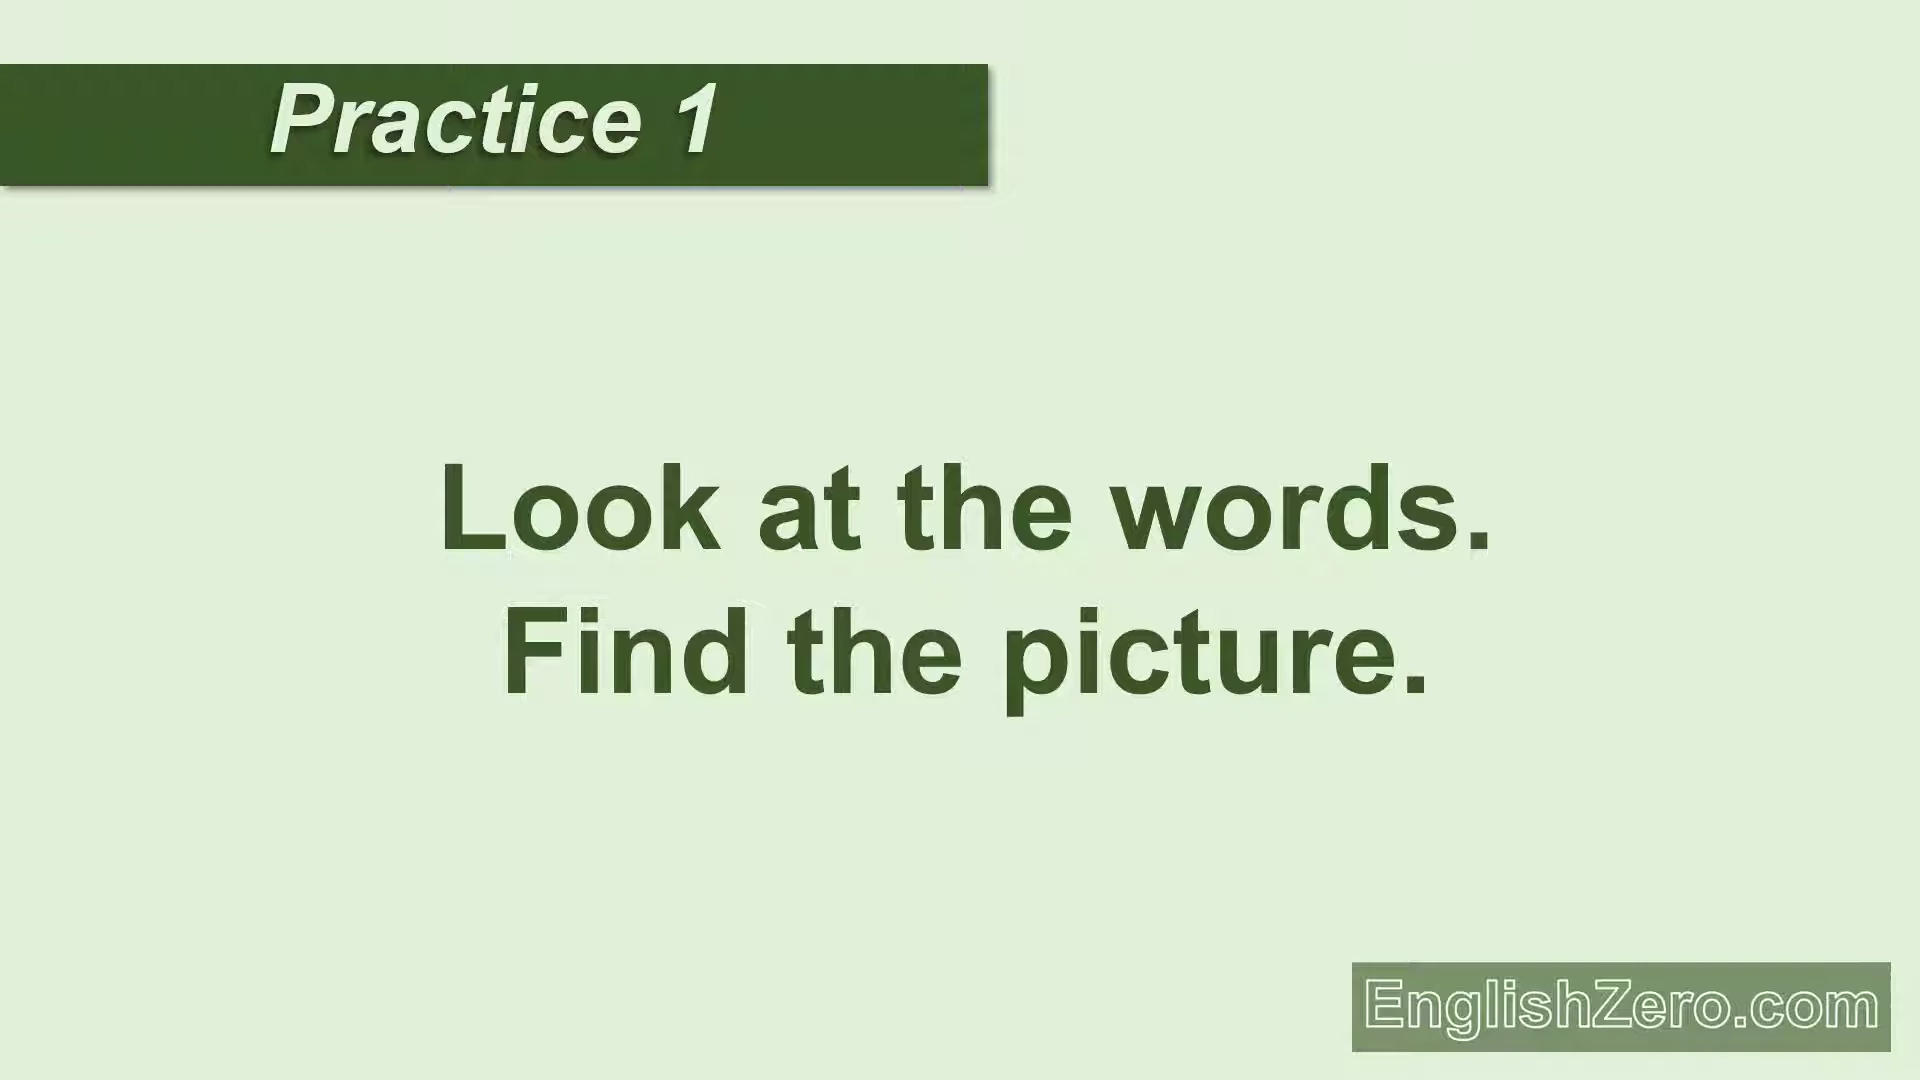 Practice 1
Look at the words.
Find the picture.
EnglishZero.com